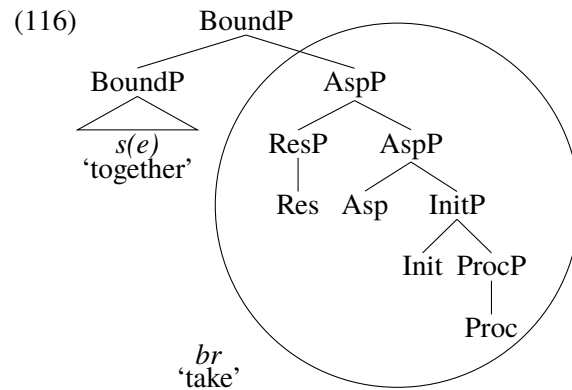 (116) BoundP
BoundP AspP
s(e) ResP AspP
‘together’
Res Asp InitP
Init ProcP
Proc
br
‘take’